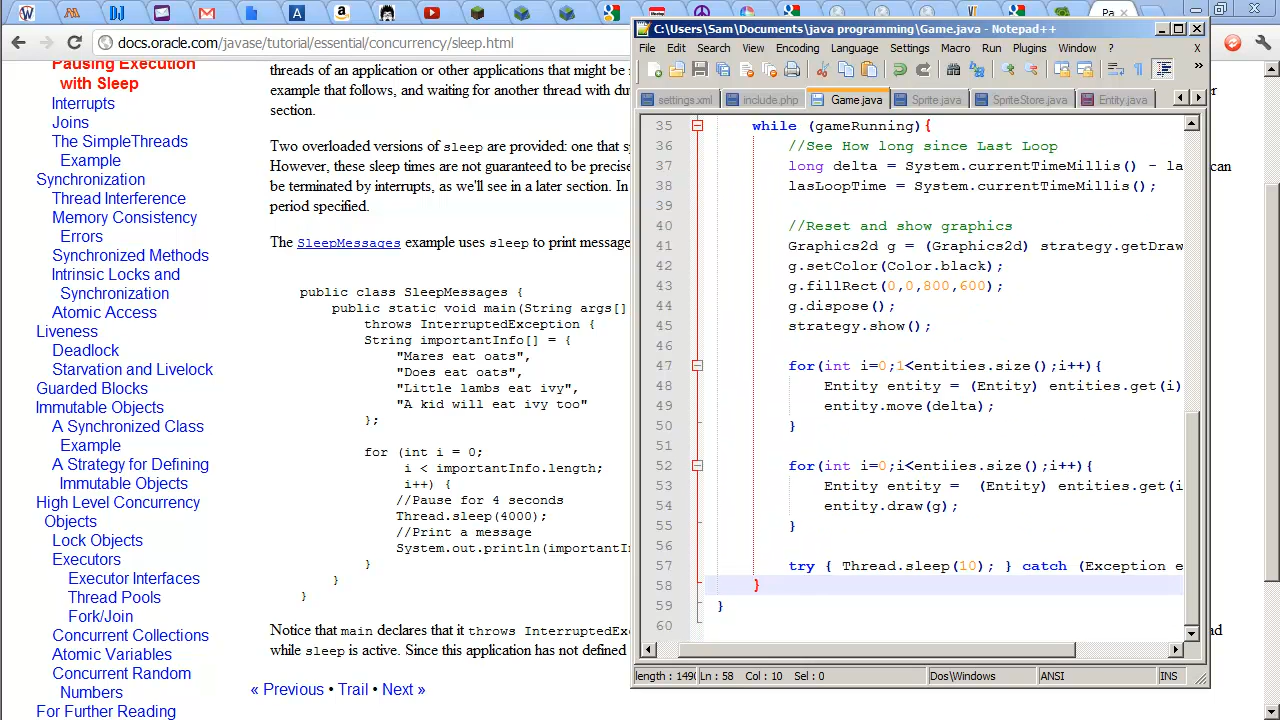 Pa
docs.oracle.com/javase/tutorial/essential/concurrency/sleep.html
Pausing Execution
with Sleep
Interrupts
Joins
The SimpleThreads
Example
Synchronization
Thread Interference
Memory Consistency
Errors
Synchronized Methods
Intrinsic Locks and
Synchronization
Atomic Access
Liveness
Deadlock
Starvation and Livelock
Guarded Blocks
Immutable Objects
A Synchronized Class
Example
A Strategy for Defining
Immutable Objects
High Level Concurrency
Objects
Lock Objects
Executors
Executor Interfaces
Thread Pools
Fork/Join
Concurrent Collections
Atomic Variables
Concurrent Random
Numbers
For Further Reading
threads of an application or other applications that might be
example that follows, and waiting for another thread with du
section.
Two overloaded versions of sleep are provided: one that
However, these sleep times are not guaranteed to be precise
be terminated by interrupts, as we'll see in a later section. In
period specified.
The SleepMessages example uses sleep to print message
public class SleepMessages {
public static void main(String args[]
throws InterruptedException {
String importantInfo[] = {
"Mares eat oats",
"Does eat oats",
"Little lambs eat ivy",
"A kid will eat ivy too"
};
for (int i = 0;
i < importantInfo.length;
i++) {
//Pause for 4 seconds
Thread.sleep(4000);
//Print a message
System.out.println(importantI
}
}
}
Notice that main declares that it throws InterruptedEx
while sleep is active. Since this application has not defined
« Previous • Trail • Next »
can
C:\Users\Sam\Documents\java programming\Game.java - Notepad++
File Edit Search View Encoding Language Settings Macro Run Plugins Window ? X
settings.xml include.php Game.java Sprite.java SpriteStore.java Entity.java
35 while (gameRunning){
36 //See How long since Last Loop
37 long delta = System.currentTimeMillis() - la
38 lasLoopTime = System.currentTimeMillis();
39
40 //Reset and show graphics
41 Graphics2d g = (Graphics2d) strategy.getDraw
42 g.setColor(Color.black);
43 g.fillRect(0,0,800,600);
44 g.dispose();
45 strategy.show();
46
47 for(int i=0;1<entities.size();i++){
48 Entity entity = (Entity) entities.get(i)
49 entity.move(delta);
50 }
51
52 for(int i=0;i<entiies.size();i++){
53 Entity entity =  (Entity) entities.get(i
54 entity.draw(g);
55 }
56
57 try { Thread.sleep(10); } catch (Exception e
58 }
59 }
60
length : 149 Ln : 58 Col : 10 Sel : 0 Dos\Windows ANSI INS